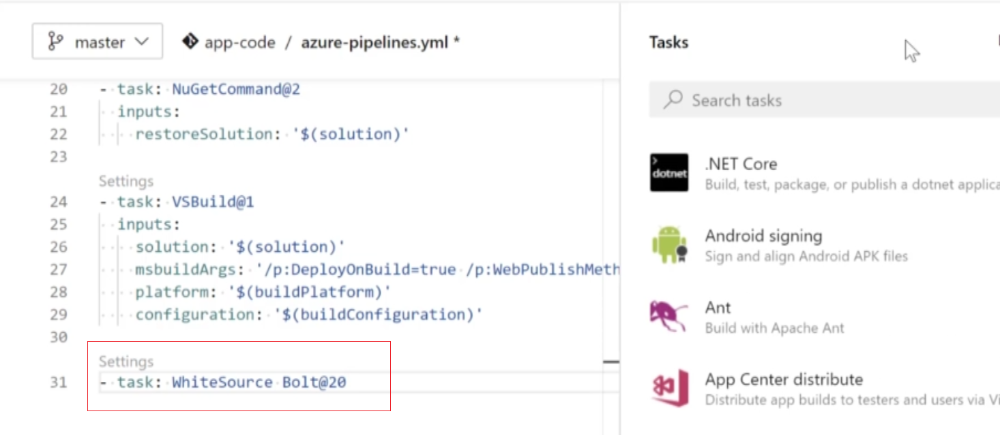 master app-code / azure-pipelines.yml *
20 - task: NuGetCommand@2
21 inputs:
22 restoreSolution: '$(solution)'
23
Settings
24 - task: VSBuild@1
25 inputs:
26 solution: '$(solution)'
27 msbuildArgs: '/p:DeployOnBuild=true /p:WebPublishMeth
28 platform: '$(buildPlatform)'
29 configuration: '$(buildConfiguration)'
30
Settings
31 - task: WhiteSource Bolt@20
Tasks
Search tasks
dotnet
.NET Core
Build, test, package, or publish a dotnet applica
Android signing
Sign and align Android APK files
Ant
Build with Apache Ant
App Center distribute
Distribute app builds to testers and users via Vi